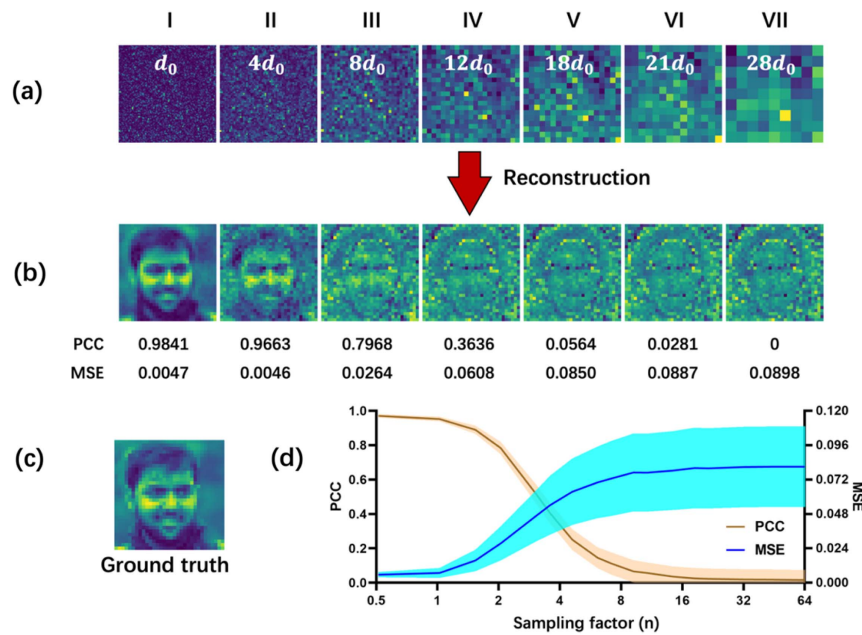 I II III IV V VI VII
(a) d₀ 4d₀ 8d₀ 12d₀ 18d₀ 21d₀ 28d₀
Reconstruction
(b)
PCC 0.9841 0.9663 0.7968 0.3636 0.0564 0.0281 0
MSE 0.0047 0.0046 0.0264 0.0608 0.0850 0.0887 0.0898
(c)
Ground truth
(d)
1.0 0.120
0.8 0.096
0.6 0.072
0.4 0.048
0.2 0.024
0.0 0.000
PCC
MSE
PCC
MSE
0.5 1 2 4 8 16 32 64
Sampling factor (n)